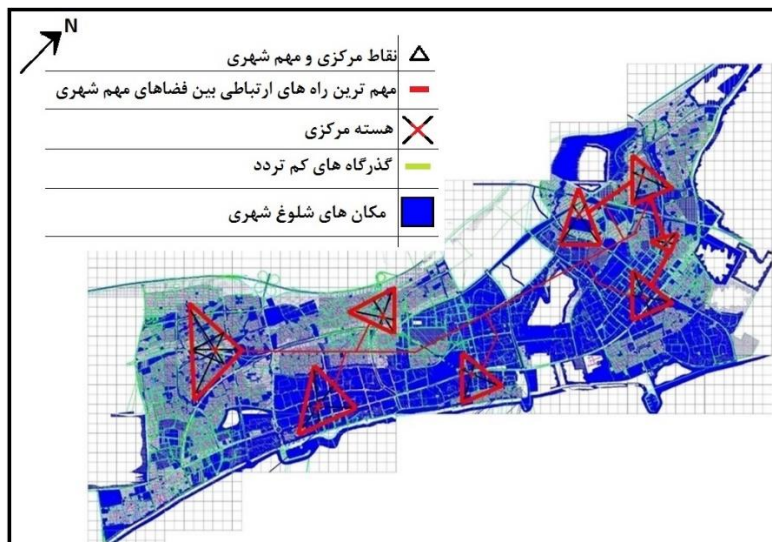 N
نقاط مرکزی و مهم شهری
مهم ترین راه های ارتباطی بین فضاهای مهم شهری
هسته مرکزی
گذرگاه های کم تردد
مکان های شلوغ شهری